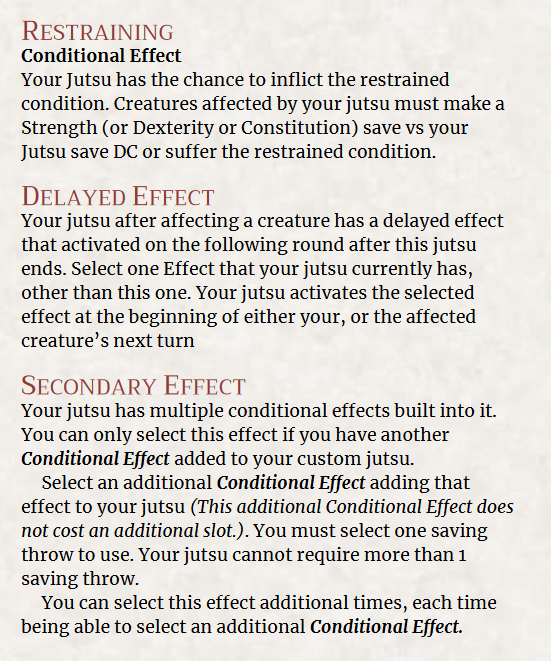 RESTRAINING
Conditional Effect
Your Jutsu has the chance to inflict the restrained
condition. Creatures affected by your jutsu must make a
Strength (or Dexterity or Constitution) save vs your
Jutsu save DC or suffer the restrained condition.
DELAYED EFFECT
Your jutsu after affecting a creature has a delayed effect
that activated on the following round after this jutsu
ends. Select one Effect that your jutsu currently has,
other than this one. Your jutsu activates the selected
effect at the beginning of either your, or the affected
creature’s next turn
SECONDARY EFFECT
Your jutsu has multiple conditional effects built into it.
You can only select this effect if you have another
Conditional Effect added to your custom jutsu.
Select an additional Conditional Effect adding that
effect to your jutsu (This additional Conditional Effect does
not cost an additional slot.). You must select one saving
throw to use. Your jutsu cannot require more than 1
saving throw.
You can select this effect additional times, each time
being able to select an additional Conditional Effect.